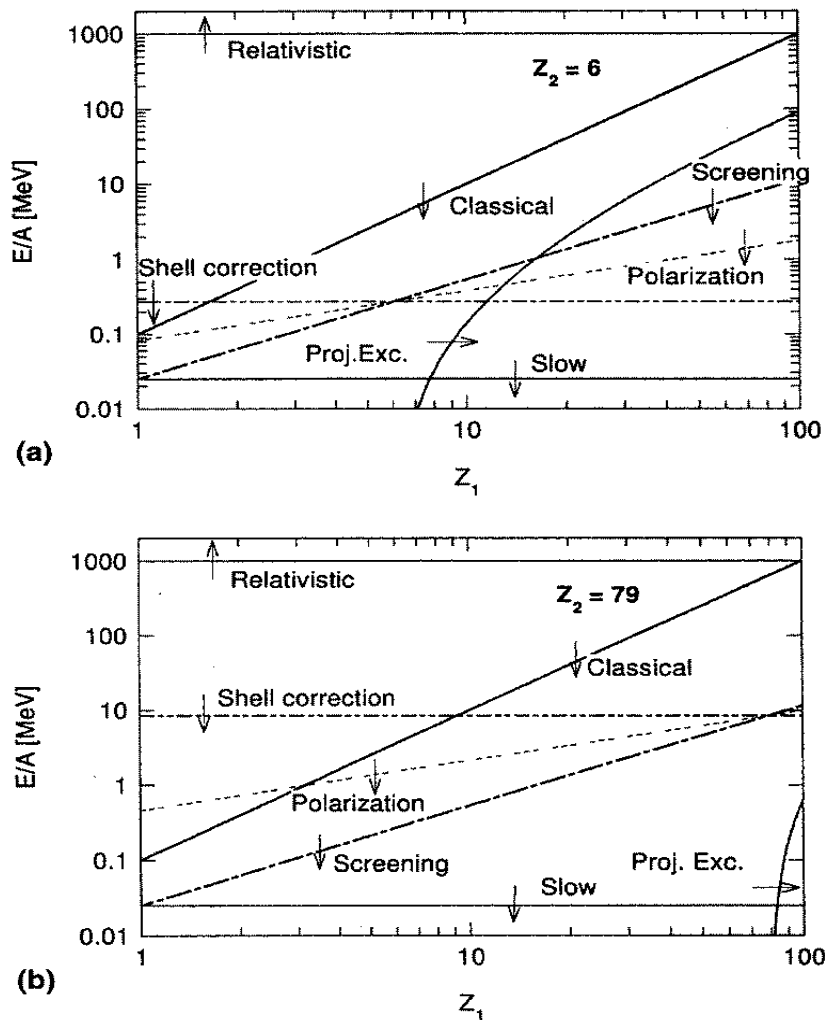 1000
Relativistic
Z₂ = 6
100
10
Screening
Classical
E/A [MeV]
1
Shell correction
Polarization
0.1
Proj.Exc.
Slow
0.01
1
10
100
(a)
Z₁
1000
Relativistic
Z₂ = 79
100
Classical
Shell correction
10
E/A [MeV]
1
Polarization
0.1
Screening
Proj. Exc.
Slow
0.01
1
10
100
(b)
Z₁